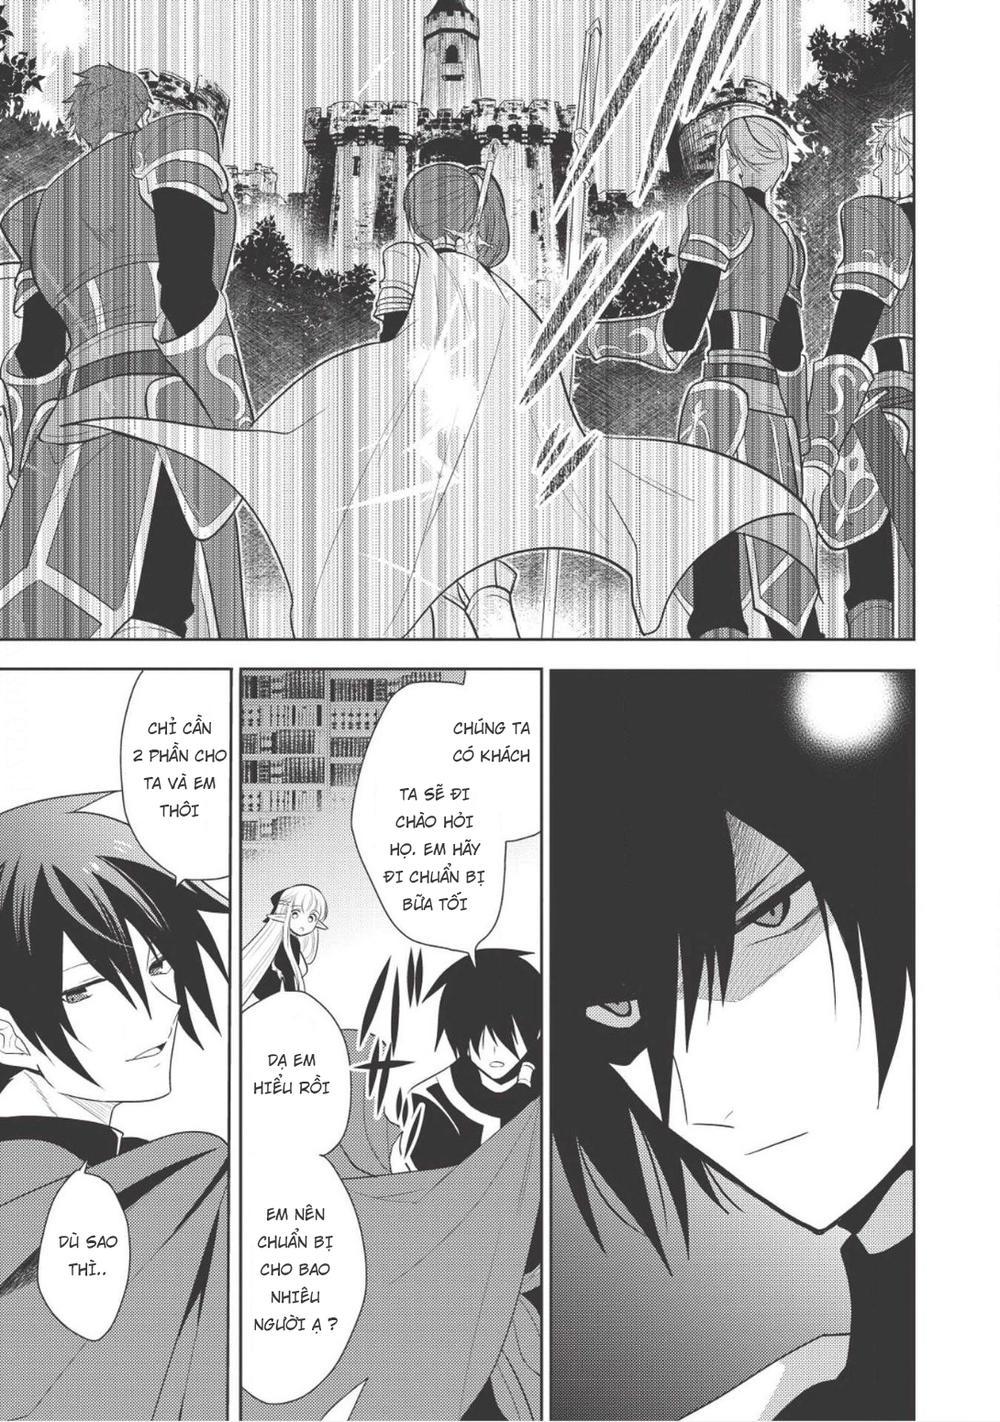 CHÚNG TA
CÓ KHÁCH
TA SẼ ĐI
CHÀO HỎI
HỌ. EM HÃY
ĐI CHUẨN BỊ
BỮA TỐI
DẠ EM
HIỂU RỒI
EM NÊN
CHUẨN BỊ
CHO BAO
NHIÊU
NGƯỜI Ạ ?
CHỈ CẦN
2 PHẦN CHO
TA VÀ EM
THÔI
DÙ SAO
THÌ..